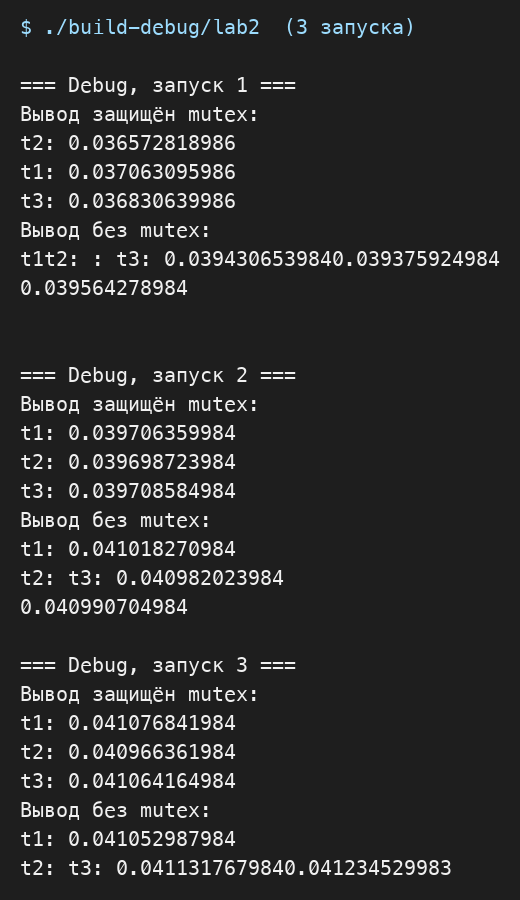 $ ./build-debug/lab2  (3 запуска)
=== Debug, запуск 1 ===
Вывод защищён mutex:
t2: 0.036572818986
t1: 0.037063095986
t3: 0.036830639986
Вывод без mutex:
t1t2: : t3: 0.0394306539840.039375924984
0.039564278984
=== Debug, запуск 2 ===
Вывод защищён mutex:
t1: 0.039706359984
t2: 0.039698723984
t3: 0.039708584984
Вывод без mutex:
t1: 0.041018270984
t2: t3: 0.040982023984
0.040990704984
=== Debug, запуск 3 ===
Вывод защищён mutex:
t1: 0.041076841984
t2: 0.040966361984
t3: 0.041064164984
Вывод без mutex:
t1: 0.041052987984
t2: t3: 0.0411317679840.041234529983